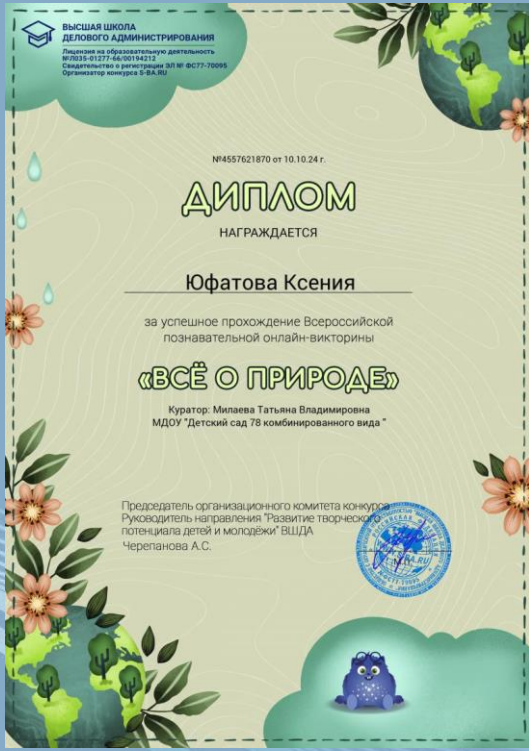 ВЫСШАЯ ШКОЛА
ДЕЛОВОГО АДМИНИСТРИРОВАНИЯ
Лицензия на образовательную деятельность
№Л035-01277-66/00194212
Свидетельство о регистрации ЭЛ № ФС77-70095
Организатор конкурса S-BA.RU
№4557621870 от 10.10.24 г.
ДИПЛОМ
НАГРАЖДАЕТСЯ
Юфатова Ксения
за успешное прохождение Всероссийской
познавательной онлайн-викторины
«ВСЁ О ПРИРОДЕ»
Куратор: Милаева Татьяна Владимировна
МДОУ "Детский сад 78 комбинированного вида "
Председатель организационного комитета конкурса
Руководитель направления "Развитие творческого
потенциала детей и молодёжи" ВШДА
Черепанова А.С.